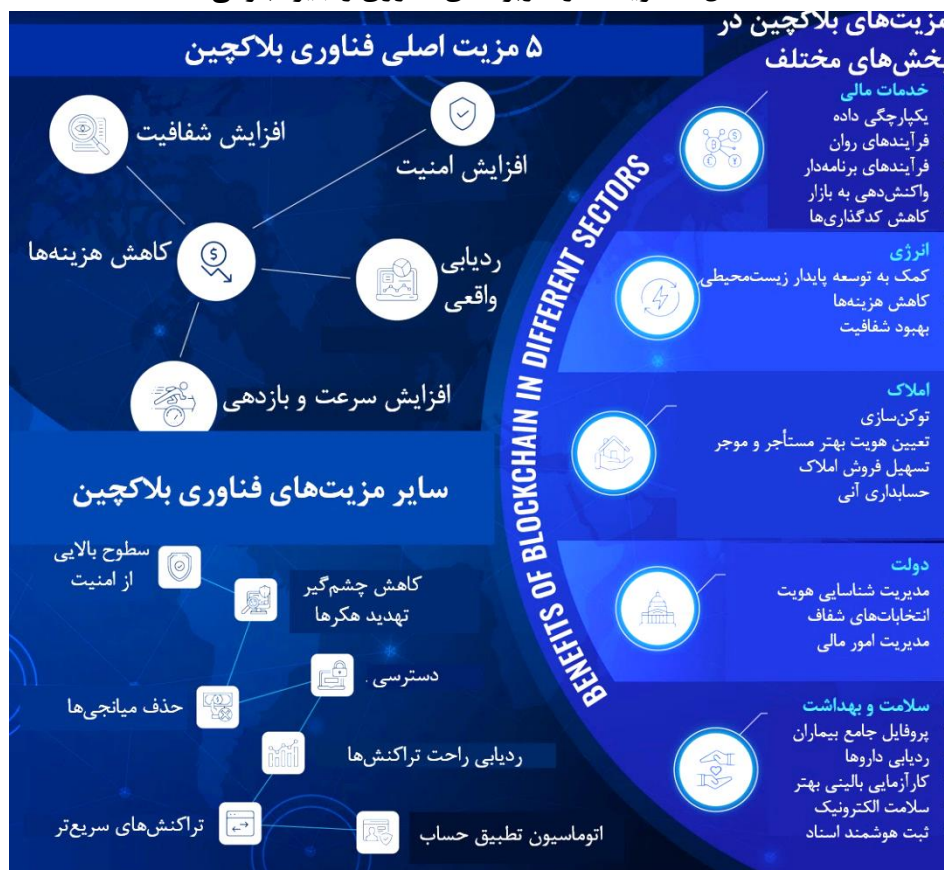 مزیت‌های بلاکچین در
بخش‌های مختلف
۵ مزیت اصلی فناوری بلاکچین
افزایش شفافیت
افزایش امنیت
کاهش هزینه‌ها
ردیابی
واقعی
افزایش سرعت و بازدهی
سایر مزیت‌های فناوری بلاکچین
سطوح بالایی
از امنیت
کاهش چشم‌گیر
تهدید هکرها
دسترسی .
حذف میانجی‌ها
ردیابی راحت تراکنش‌ها
تراکنش‌های سریع‌تر
اتوماسیون تطبیق حساب
BENEFITS OF BLOCKCHAIN IN DIFFERENT SECTORS
خدمات مالی
یکپارچگی داده
فرآیندهای روان
فرآیندهای برنامه‌دار
واکنش‌دهی به بازار
کاهش کدگذاری‌ها
انرژی
کمک به توسعه پایدار زیست‌محیطی
کاهش هزینه‌ها
بهبود شفافیت
املاک
توکن‌سازی
تعیین هویت بهتر مستأجر و موجر
تسهیل فروش املاک
حسابداری آنی
دولت
مدیریت شناسایی هویت
انتخابات‌های شفاف
مدیریت امور مالی
سلامت و بهداشت
پروفایل جامع بیماران
ردیابی داروها
کارآزمایی بالینی بهتر
سلامت الکترونیک
ثبت هوشمند اسناد